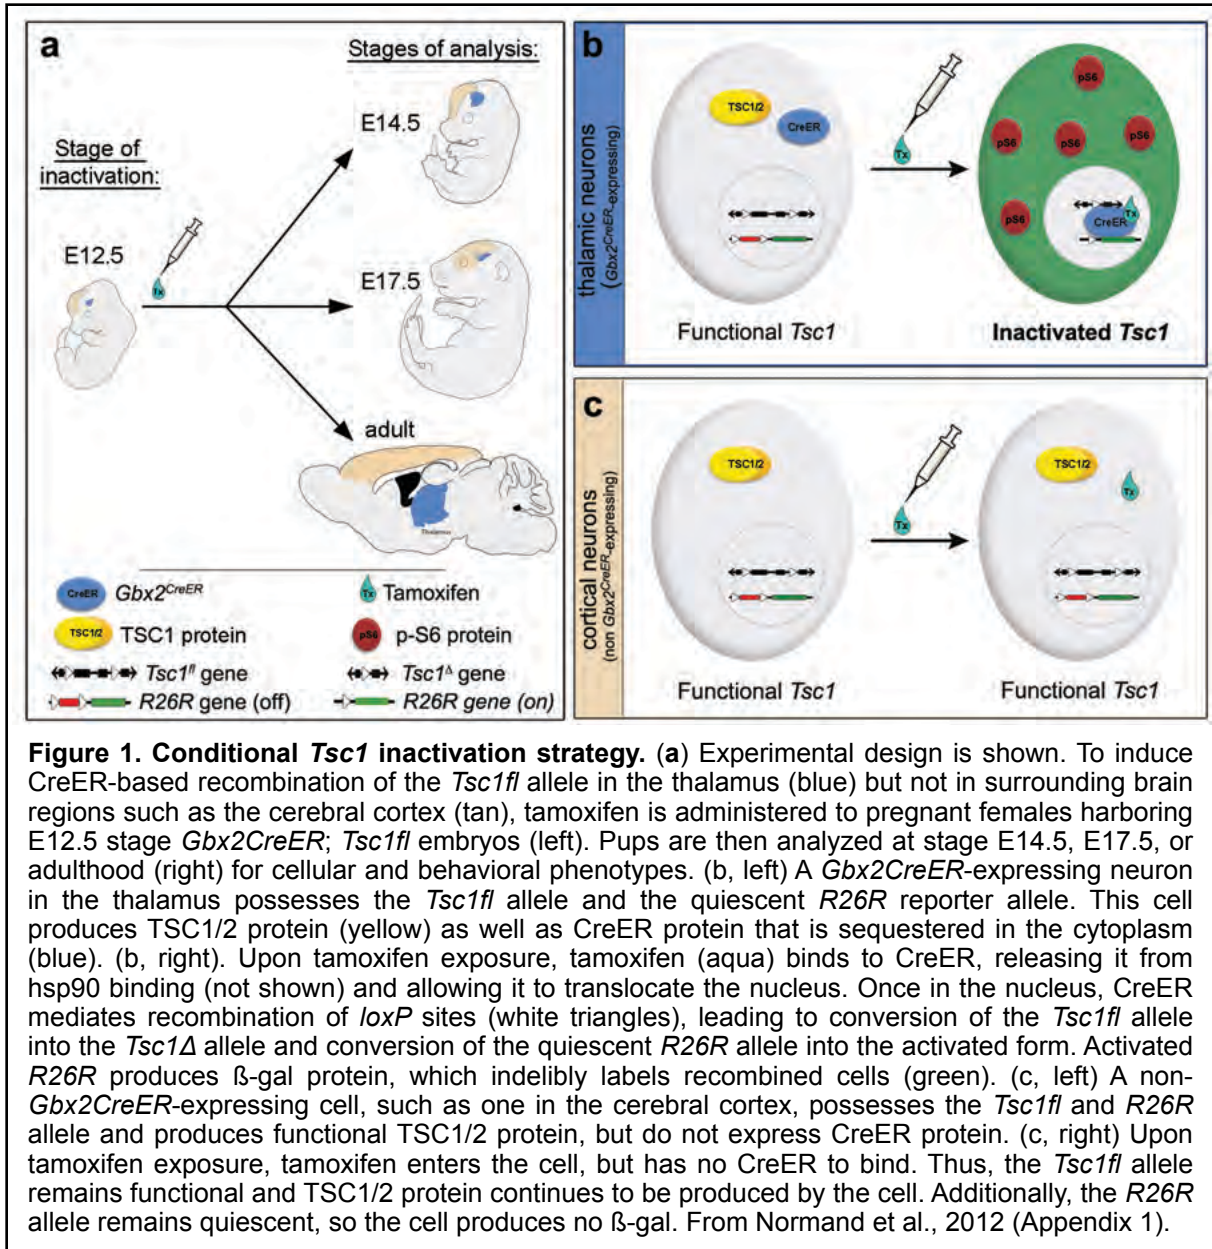 a
Stages of analysis:
E14.5
Stage of
inactivation:
E12.5
Tx
E17.5
adult
Thalamus
CreER Gbx2CreER
Tx Tamoxifen
TSC1/2 TSC1 protein
pS6 p-S6 protein
Tsc1fl gene
Tsc1Δ gene
R26R gene (off)
R26R gene (on)
b
thalamic neurons
(Gbx2CreER-expressing)
TSC1/2
CreER
Functional Tsc1
Tx
pS6
pS6
pS6
pS6
pS6
Tx
CreER
Inactivated Tsc1
c
cortical neurons
(non Gbx2CreER-expressing)
TSC1/2
Functional Tsc1
Tx
TSC1/2
Tx
Functional Tsc1
Figure 1. Conditional Tsc1 inactivation strategy. (a) Experimental design is shown. To induce
CreER-based recombination of the Tsc1fl allele in the thalamus (blue) but not in surrounding brain
regions such as the cerebral cortex (tan), tamoxifen is administered to pregnant females harboring
E12.5 stage Gbx2CreER; Tsc1fl embryos (left). Pups are then analyzed at stage E14.5, E17.5, or
adulthood (right) for cellular and behavioral phenotypes. (b, left) A Gbx2CreER-expressing neuron
in the thalamus possesses the Tsc1fl allele and the quiescent R26R reporter allele. This cell
produces TSC1/2 protein (yellow) as well as CreER protein that is sequestered in the cytoplasm
(blue). (b, right). Upon tamoxifen exposure, tamoxifen (aqua) binds to CreER, releasing it from
hsp90 binding (not shown) and allowing it to translocate the nucleus. Once in the nucleus, CreER
mediates recombination of loxP sites (white triangles), leading to conversion of the Tsc1fl allele
into the Tsc1Δ allele and conversion of the quiescent R26R allele into the activated form. Activated
R26R produces ß-gal protein, which indelibly labels recombined cells (green). (c, left) A non-
Gbx2CreER-expressing cell, such as one in the cerebral cortex, possesses the Tsc1fl and R26R
allele and produces functional TSC1/2 protein, but do not express CreER protein. (c, right) Upon
tamoxifen exposure, tamoxifen enters the cell, but has no CreER to bind. Thus, the Tsc1fl allele
remains functional and TSC1/2 protein continues to be produced by the cell. Additionally, the R26R
allele remains quiescent, so the cell produces no ß-gal. From Normand et al., 2012 (Appendix 1).